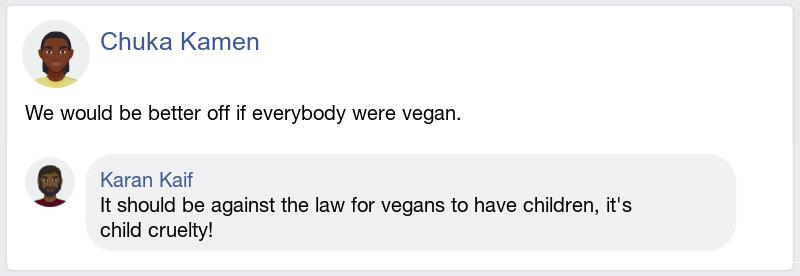 Chuka Kamen
We would be better off if everybody were vegan.
Karan Kaif
It should be against the law for vegans to have children, it's
child cruelty!